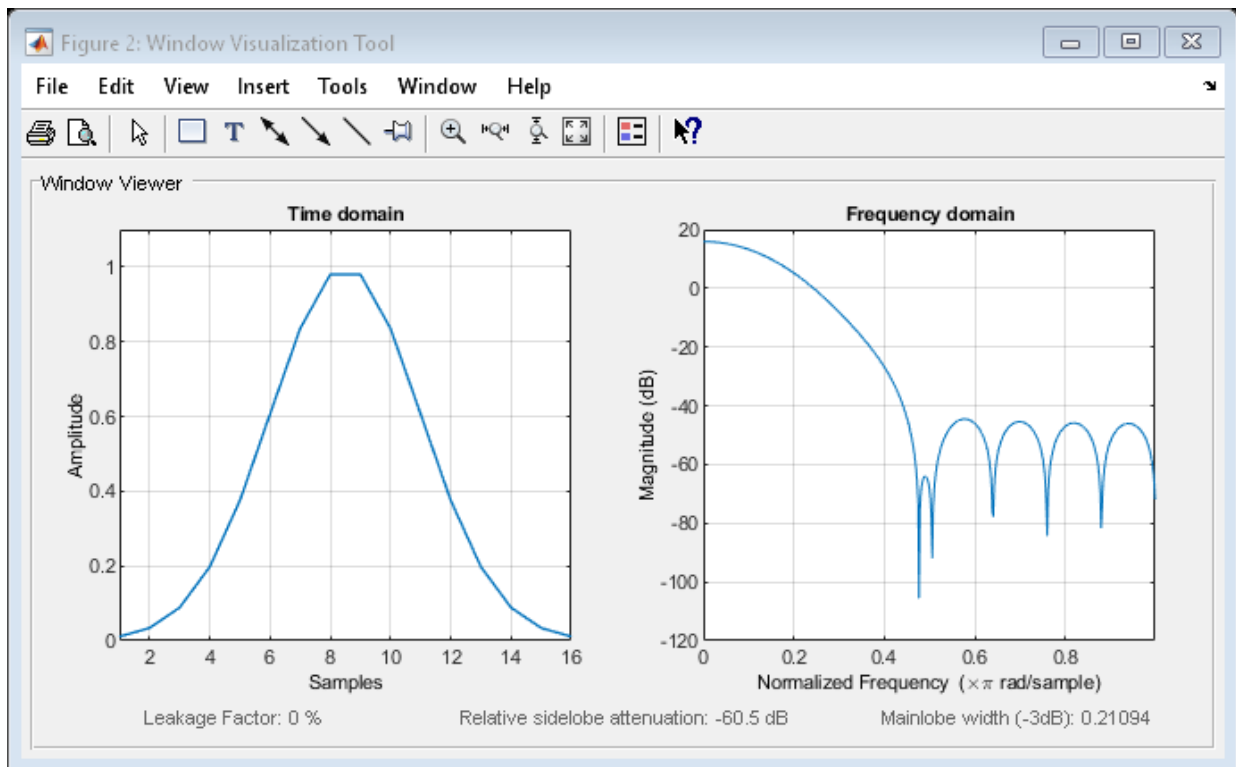 Figure 2: Window Visualization Tool
File Edit View Insert Tools Window Help
T
?
Window Viewer
Time domain
1
0.8
0.6
0.4
0.2
0
Amplitude
2 4 6 8 10 12 14 16
Samples
Frequency domain
20
0
-20
-40
-60
-80
-100
-120
Magnitude (dB)
0 0.2 0.4 0.6 0.8
Normalized Frequency (×π rad/sample)
Leakage Factor: 0 % Relative sidelobe attenuation: -60.5 dB Mainlobe width (-3dB): 0.21094